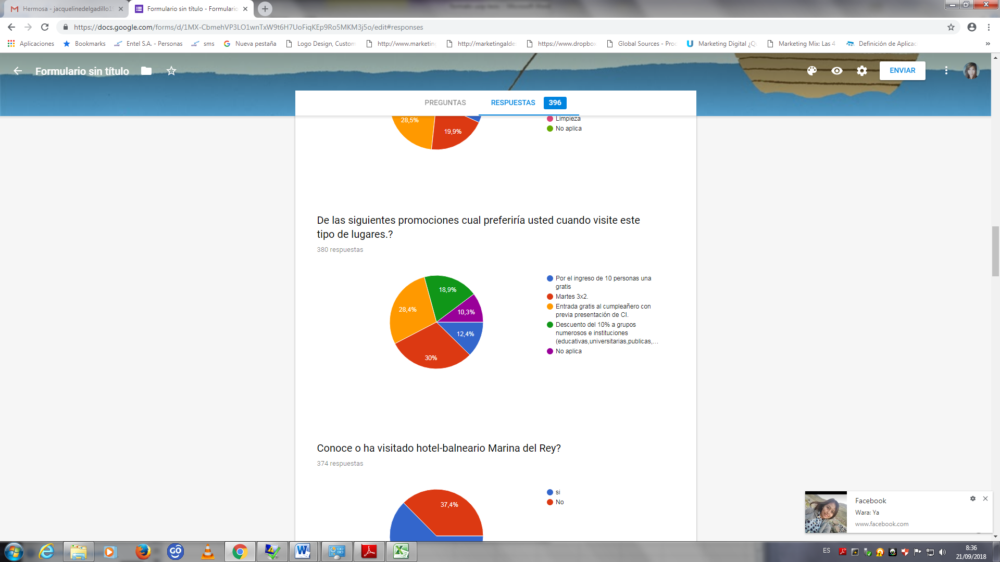 Hermosa - jacquelinedelgadillo1
Formulario sin título - Formulario
https://docs.google.com/forms/d/1MX-CbmehVP3LO1wnTxW9t6H7UoFiqKEp9Ro5MKM3j5o/edit#responses
Aplicaciones Bookmarks Entel S.A. - Personas sms Nueva pestaña Logo Design, Custom http://www.marketing http://marketingalde https://www.dropbox Global Sources - Proc Marketing Digital ¿Q Marketing Mix: Las 4 Definición de Aplicac »
Formulario sin título
ENVIAR
PREGUNTAS RESPUESTAS 396
28,5%
19,9%
Limpieza
No aplica
De las siguientes promociones cual preferiría usted cuando visite este
tipo de lugares.?
380 respuestas
18,9%
28,4%
10,3%
12,4%
30%
Por el ingreso de 10 personas una
gratis
Martes 3x2.
Entrada gratis al cumpleañero con
previa presentación de CI.
Descuento del 10% a grupos
numerosos e instituciones
(educativas,universitarias,publicas,…
No aplica
Conoce o ha visitado hotel-balneario Marina del Rey?
374 respuestas
37,4%
si
No
Facebook
Wara: Ya
www.facebook.com
GO
ES
8:36
21/09/2018